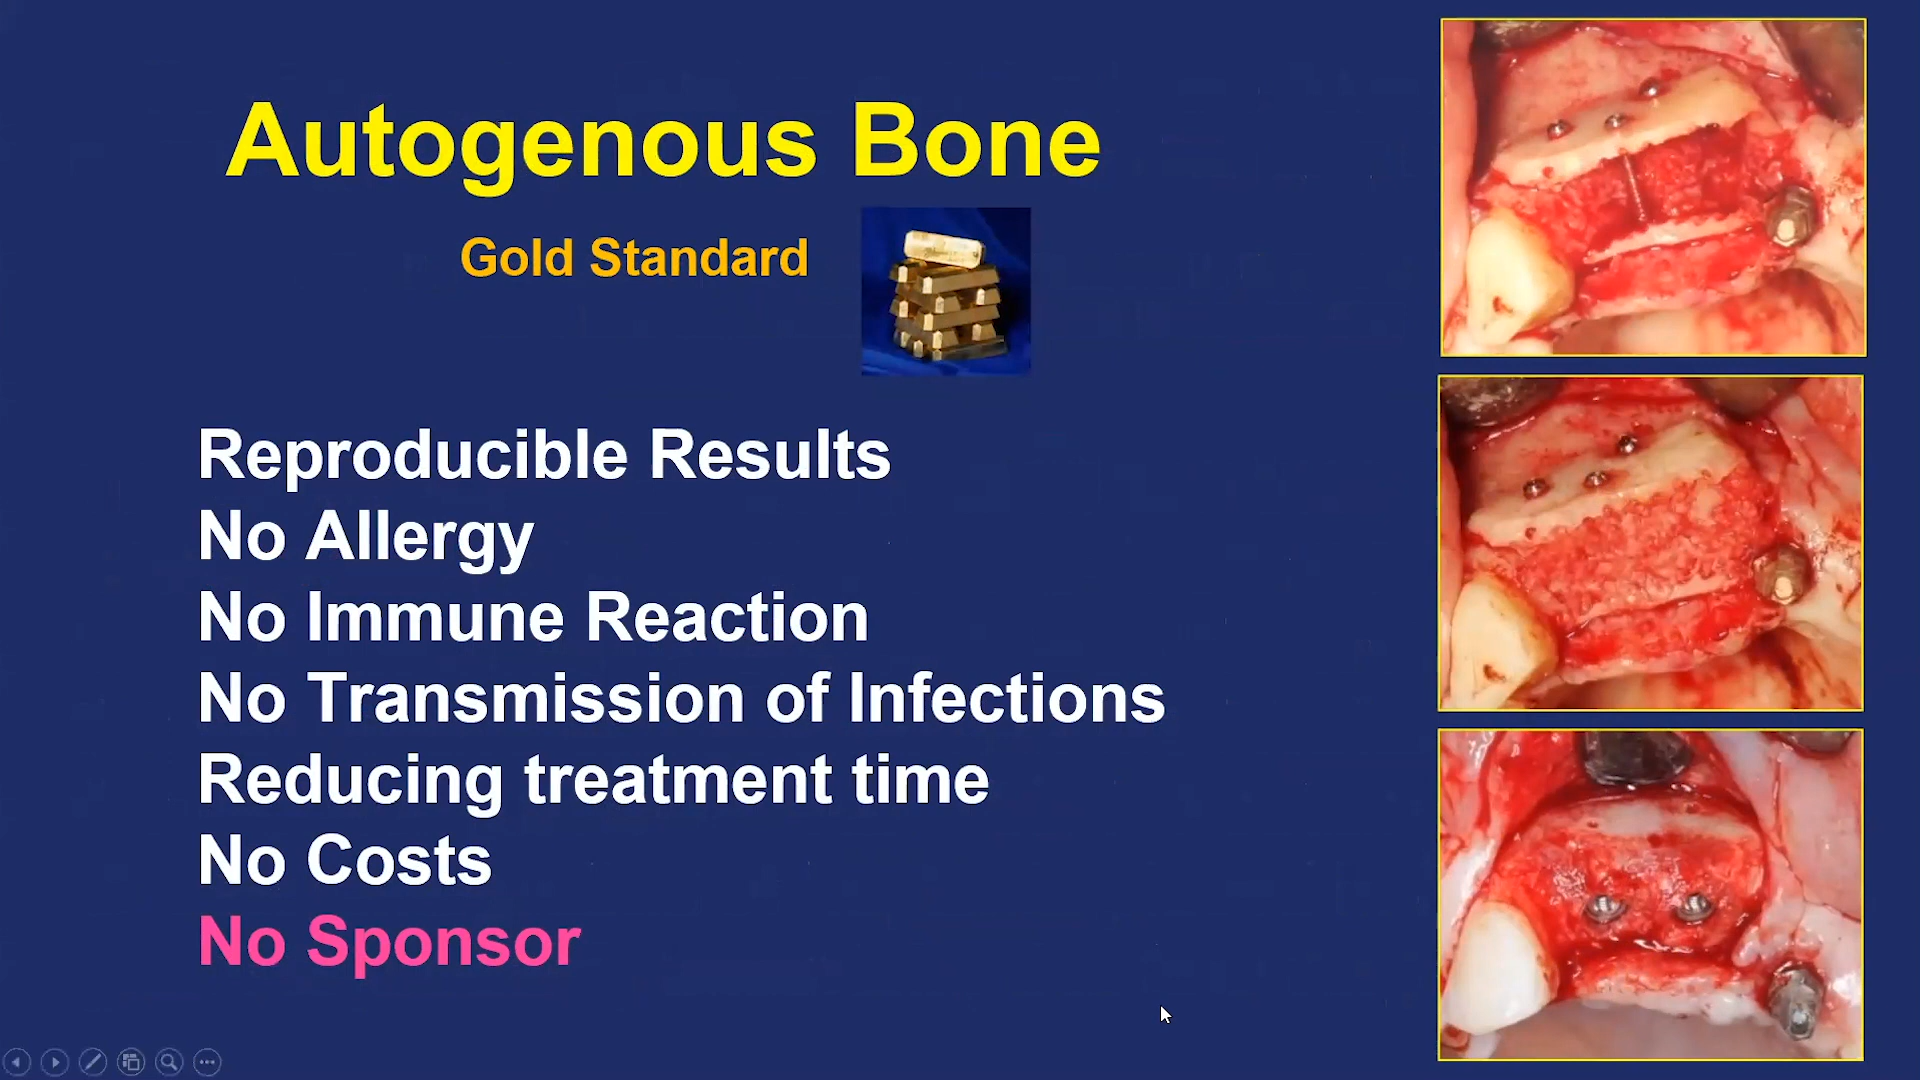 Autogenous Bone
Gold Standard
Reproducible Results
No Allergy
No Immune Reaction
No Transmission of Infections
Reducing treatment time
No Costs
No Sponsor